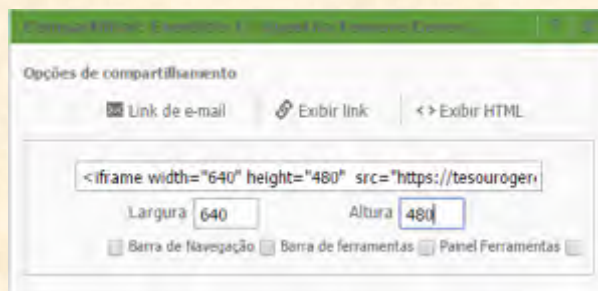 Opções de compartilhamento
Link de e-mail Exibir link <> Exibir HTML
<iframe width="640" height="480" src="https://tesouroger
Largura 640 Altura 480
Barra de Navegação Barra de ferramentas Painel Ferramentas